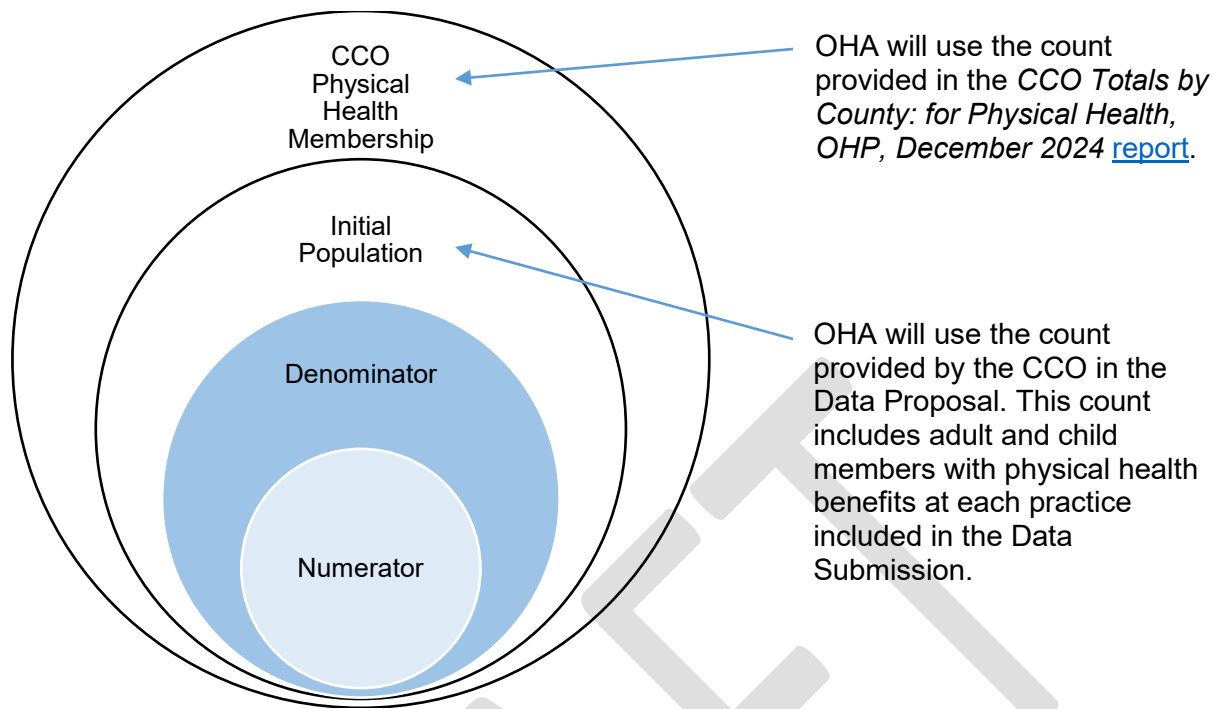 CCO
Physical
Health
Membership
OHA will use the count
provided in the CCO Totals by
County: for Physical Health,
OHP, December 2024 report.
Initial
Population
OHA will use the count
provided by the CCO in the
Data Proposal. This count
includes adult and child
members with physical health
benefits at each practice
included in the Data
Submission.
Denominator
Numerator